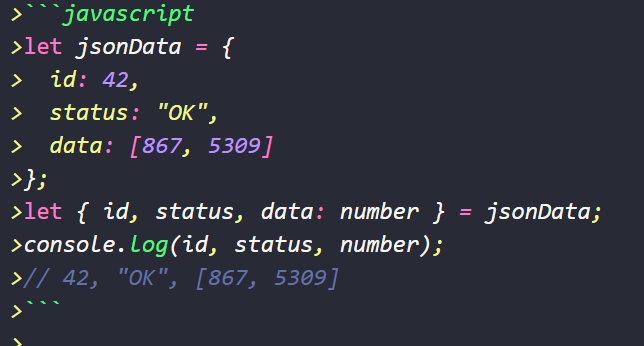 >```javascript
>let jsonData = {
>  id: 42,
>  status: "OK",
>  data: [867, 5309]
>};
>let { id, status, data: number } = jsonData;
>console.log(id, status, number);
>// 42, "OK", [867, 5309]
>```
>